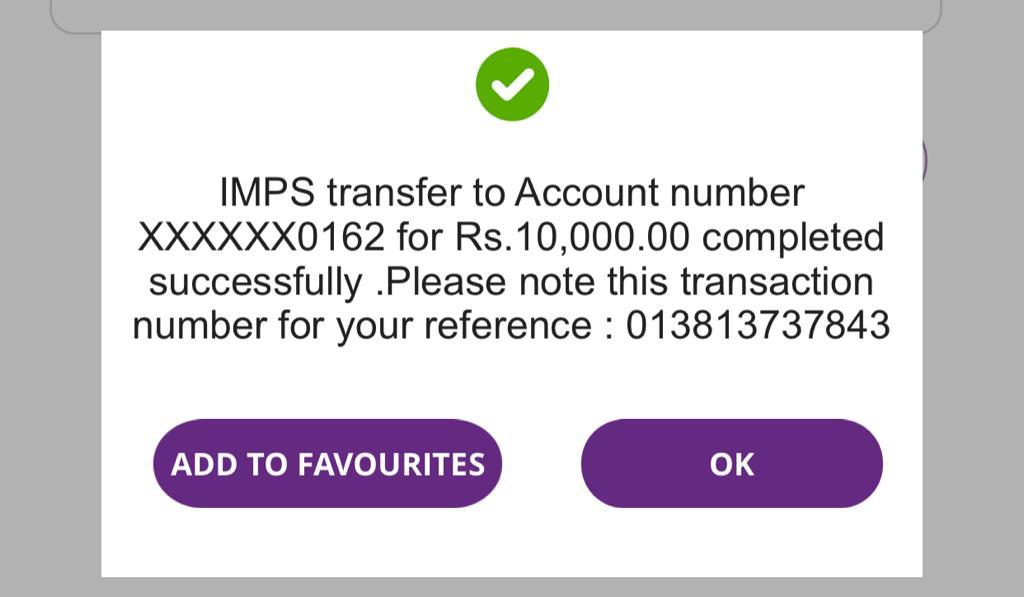 IMPS transfer to Account number
XXXXXX0162 for Rs.10,000.00 completed
successfully .Please note this transaction
number for your reference : 013813737843
ADD TO FAVOURITES
OK